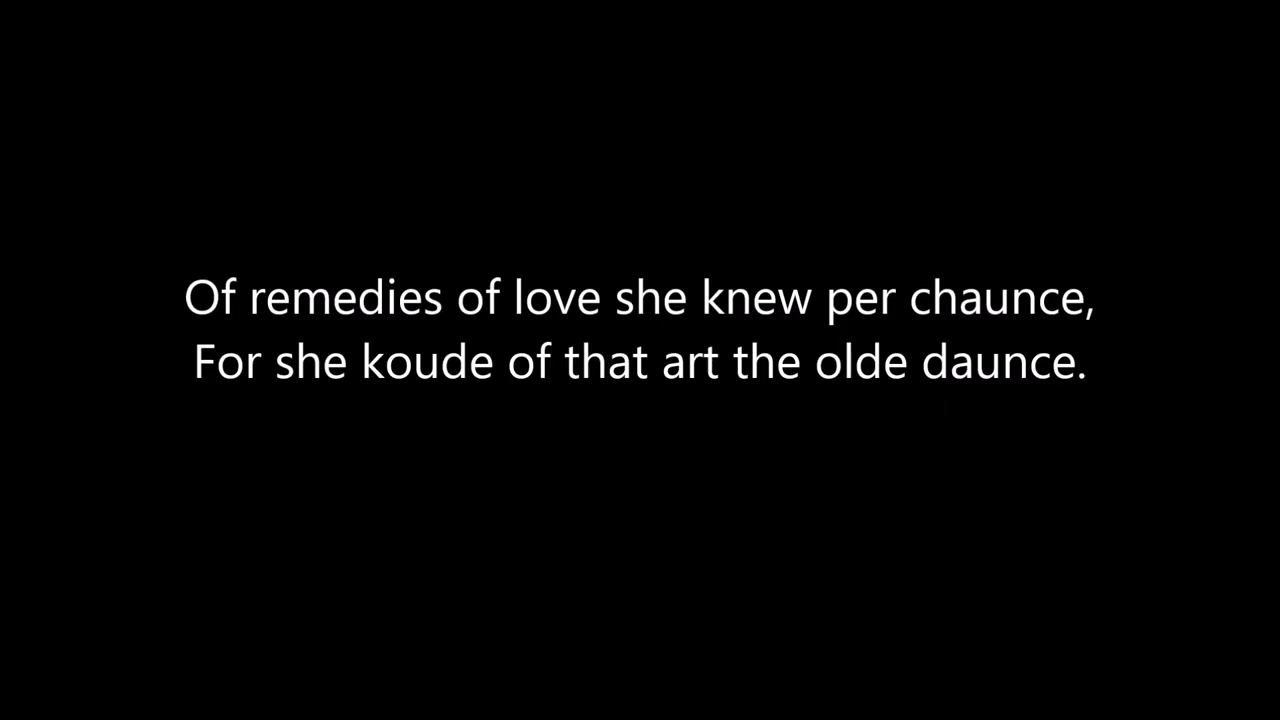 Of remedies of love she knew per chaunce,
For she koude of that art the olde daunce.